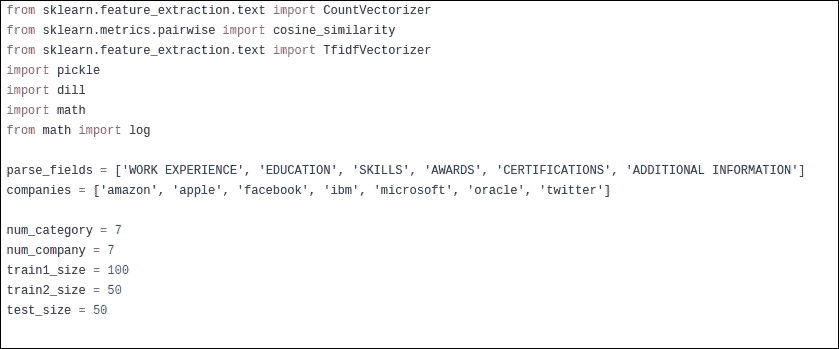 from sklearn.feature_extraction.text import CountVectorizer
from sklearn.metrics.pairwise import cosine_similarity
from sklearn.feature_extraction.text import TfidfVectorizer
import pickle
import dill
import math
from math import log
parse_fields = ['WORK EXPERIENCE', 'EDUCATION', 'SKILLS', 'AWARDS', 'CERTIFICATIONS', 'ADDITIONAL INFORMATION']
companies = ['amazon', 'apple', 'facebook', 'ibm', 'microsoft', 'oracle', 'twitter']
num_category = 7
num_company = 7
train1_size = 100
train2_size = 50
test_size = 50